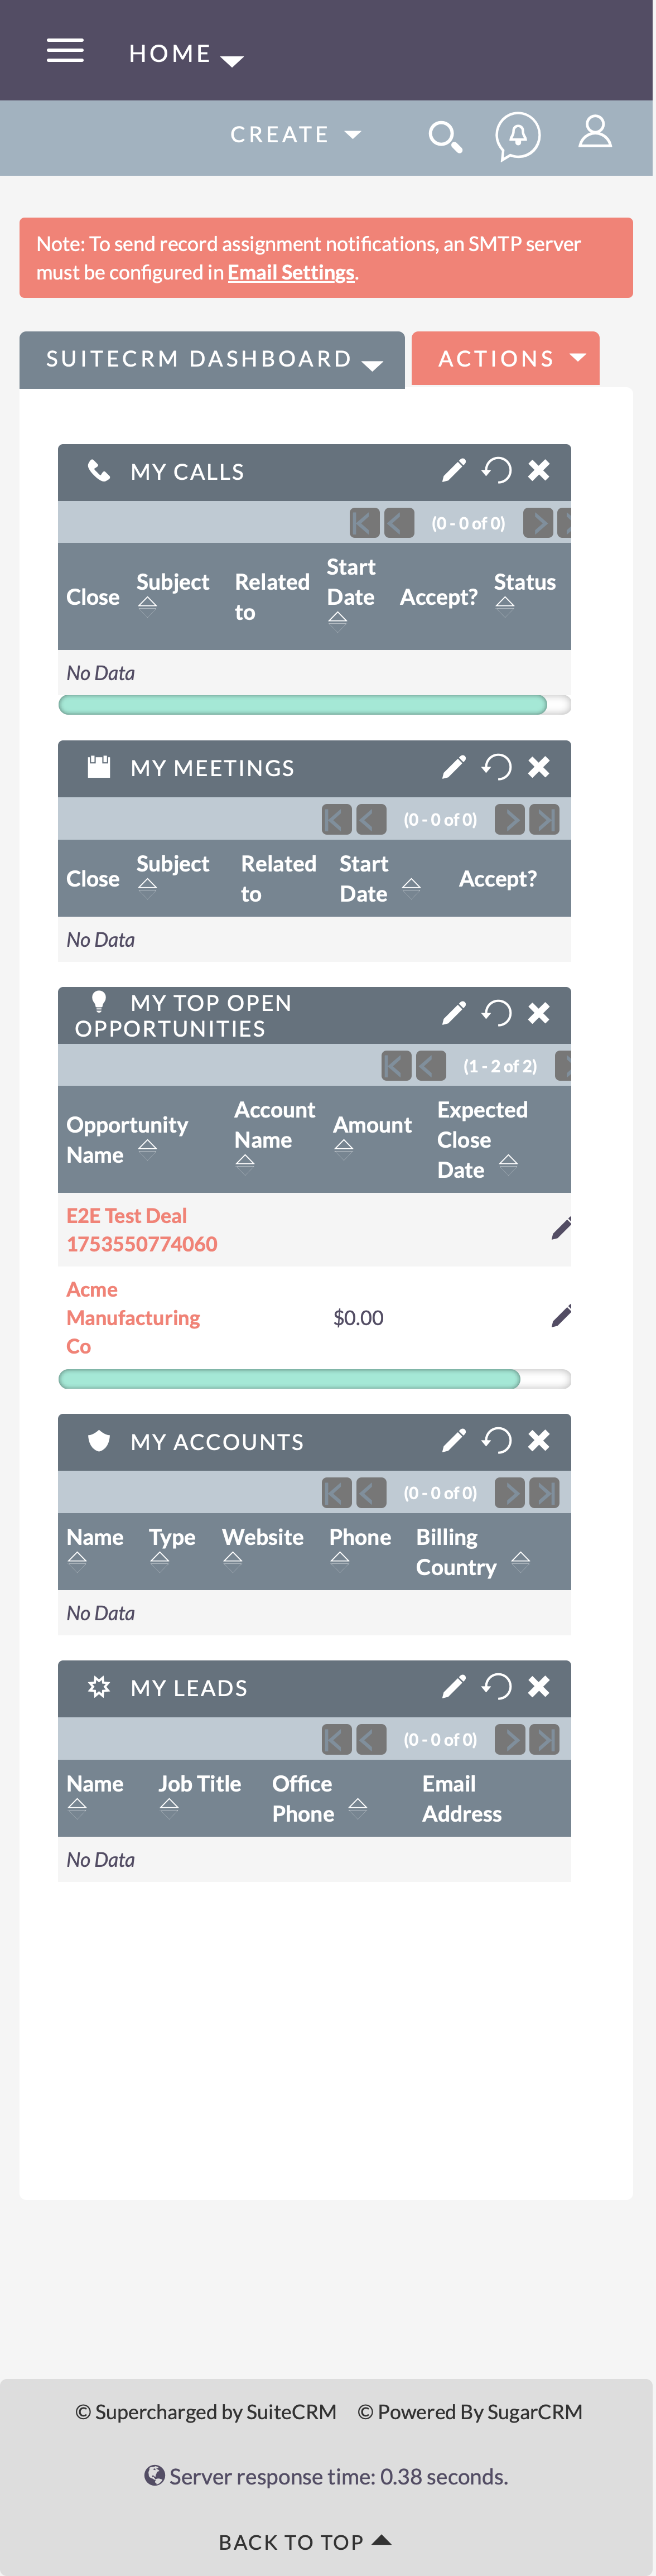 HOME
CREATE
Note: To send record assignment notifications, an SMTP server
must be configured in Email Settings.
SUITECRM DASHBOARD
ACTIONS
MY CALLS
(0 - 0 of 0)
Close Subject Related to Start Date Accept? Status
No Data
MY MEETINGS
(0 - 0 of 0)
Close Subject Related to Start Date Accept?
No Data
MY TOP OPEN
OPPORTUNITIES
(1 - 2 of 2)
Opportunity Name Account Name Amount Expected Close Date
E2E Test Deal
1753550774060
Acme
Manufacturing $0.00
Co
MY ACCOUNTS
(0 - 0 of 0)
Name Type Website Phone Billing Country
No Data
MY LEADS
(0 - 0 of 0)
Name Job Title Office Phone Email Address
No Data
© Supercharged by SuiteCRM © Powered By SugarCRM
Server response time: 0.38 seconds.
BACK TO TOP